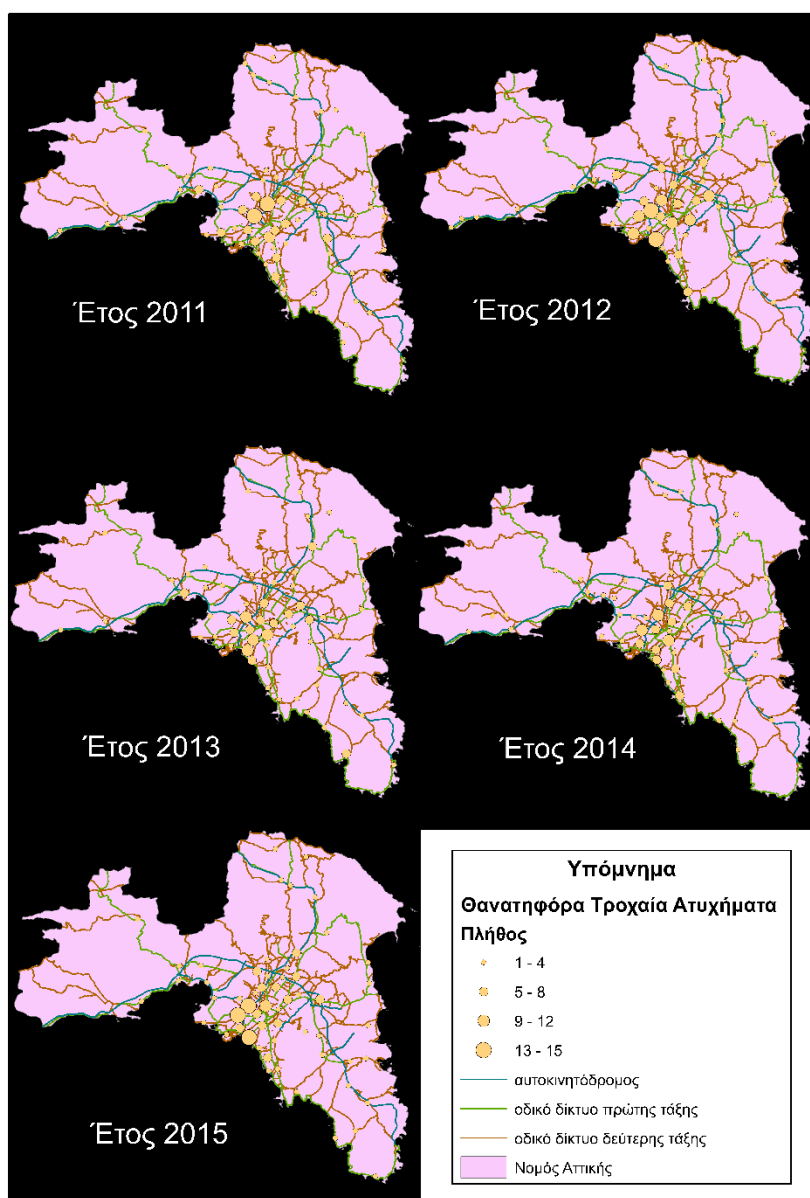 Έτος 2011
Έτος 2012
Έτος 2013
Έτος 2014
Έτος 2015
Υπόμνημα
Θανατηφόρα Τροχαία Ατυχήματα
Πλήθος
1 - 4
5 - 8
9 - 12
13 - 15
αυτοκινητόδρομος
οδικό δίκτυο πρώτης τάξης
οδικό δίκτυο δεύτερης τάξης
Νομός Αττικής